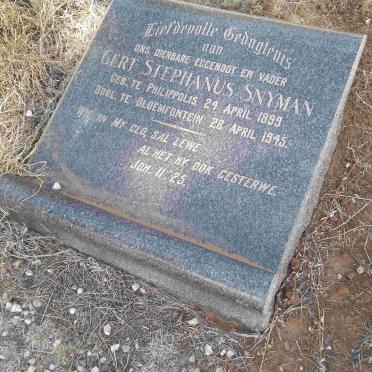 Liefdevolle Gedagtenis
aan
ONS DIERBARE EGGENOOT EN VADER
GERT STEPHANUS SNYMAN
GEB. TE PHILIPPOLIS 24. APRIL 1899
OORL. TE BLOEMFONTEIN 28. APRIL 1945.
WIE IN MY GLO, SAL LEWE
AL HET HY OOK GESTERWE.
JOH. 11. 25.